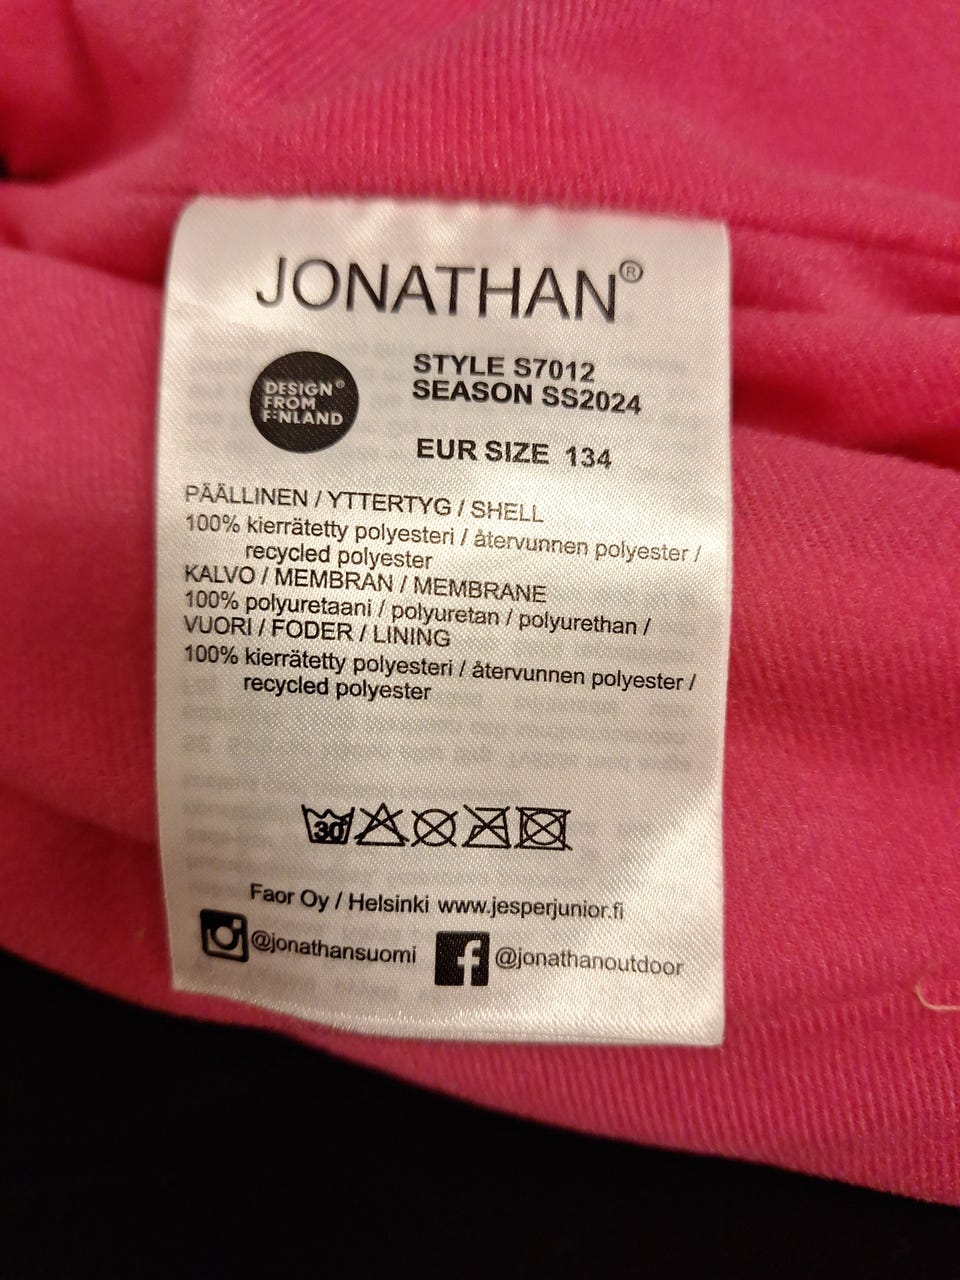 JONATHAN®
DESIGN®
FROM
FINLAND
STYLE S7012
SEASON SS2024
EUR SIZE 134
PÄÄLLINEN / YTTERTYG / SHELL
100% kierrätetty polyesteri / återvunnen polyester /
recycled polyester
KALVO / MEMBRAN / MEMBRANE
100% polyuretaani / polyuretan / polyurethan /
VUORI / FODER / LINING
100% kierrätetty polyesteri / återvunnen polyester /
recycled polyester
30
Faor Oy / Helsinki www.jesperjunior.fi
@jonathansuomi f @jonathanoutdoor